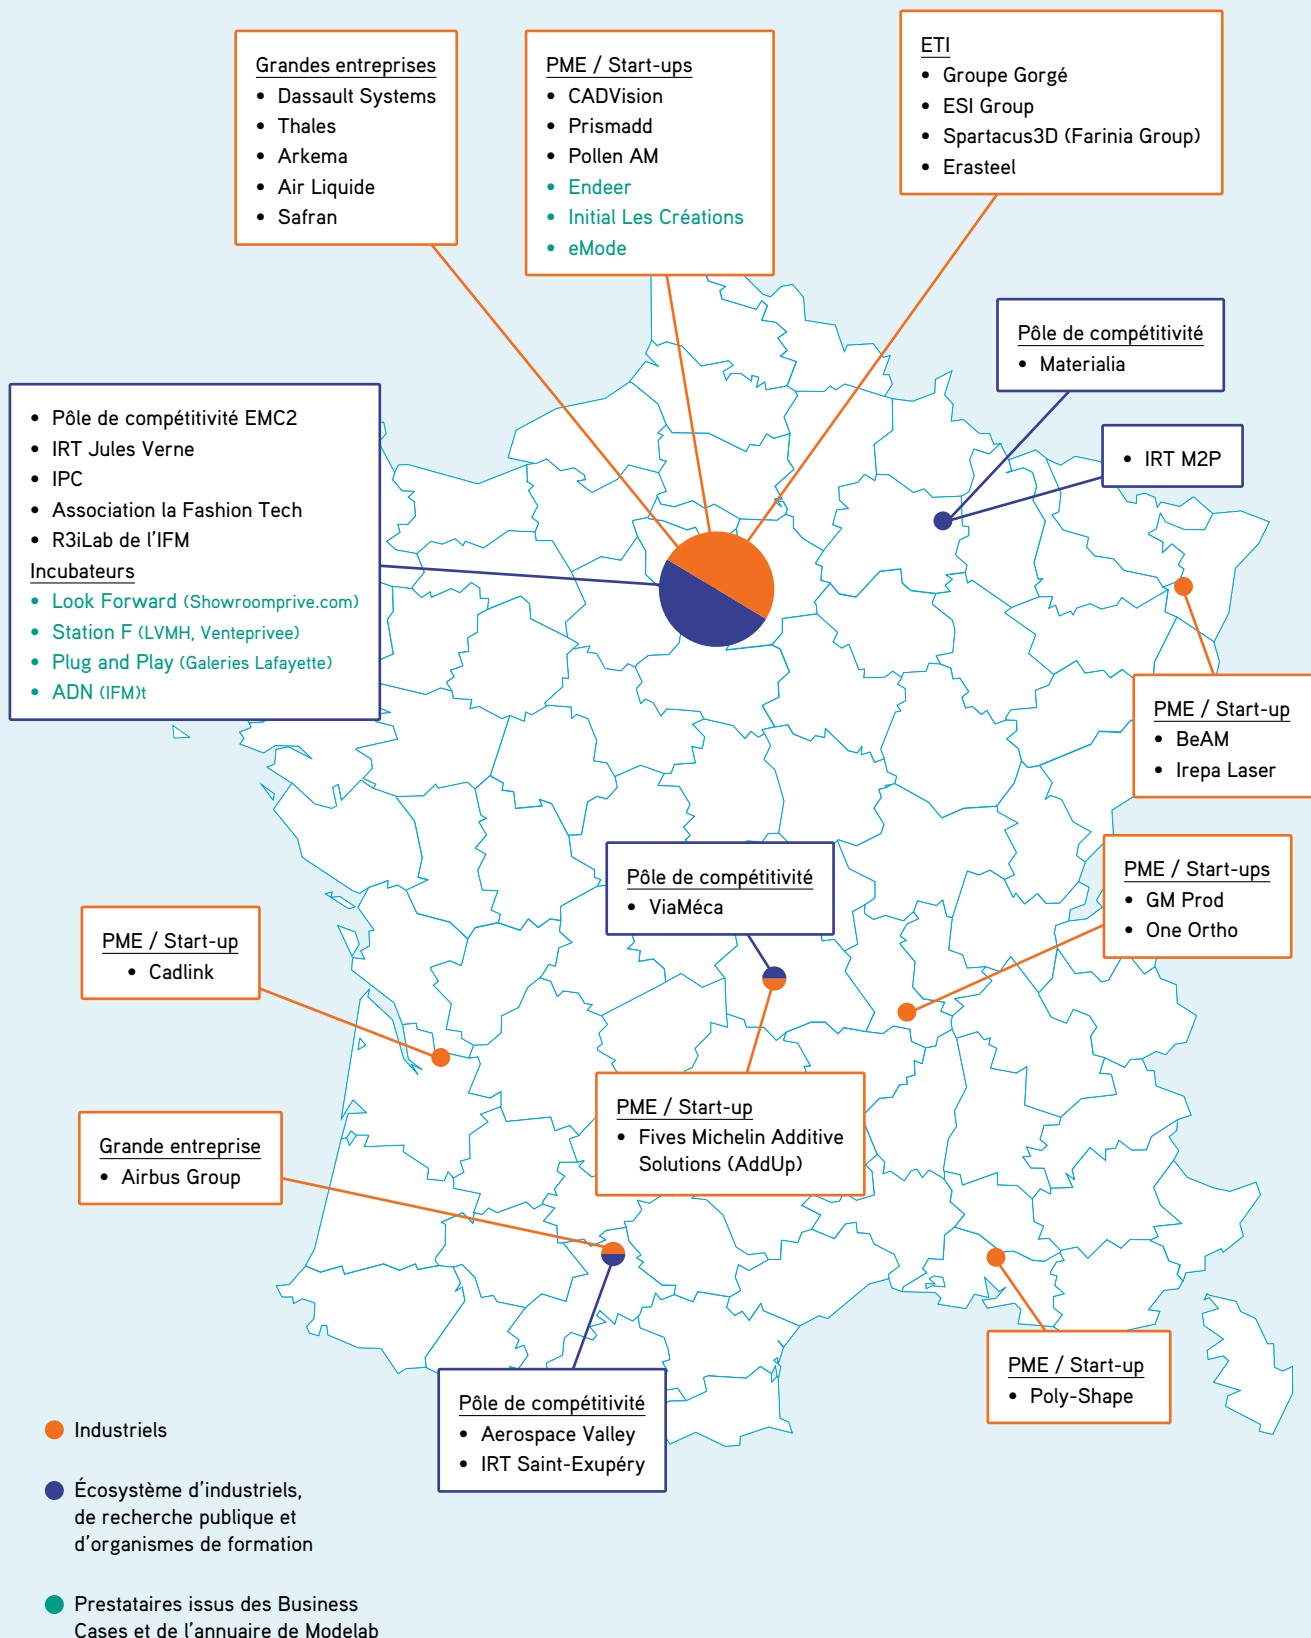 Grandes entreprises
• Dassault Systems
• Thales
• Arkema
• Air Liquide
• Safran
PME / Start-ups
• CADVision
• Prismadd
• Pollen AM
• Endeer
• Initial Les Créations
• eMode
ETI
• Groupe Gorgé
• ESI Group
• Spartacus3D (Farinia Group)
• Erasteel
Pôle de compétitivité
• Materialia
• IRT M2P
• Pôle de compétitivité EMC2
• IRT Jules Verne
• IPC
• Association la Fashion Tech
• R3iLab de l'IFM
Incubateurs
• Look Forward (Showroomprive.com)
• Station F (LVMH, Venteprivee)
• Plug and Play (Galeries Lafayette)
• ADN (IFM)t
PME / Start-up
• BeAM
• Irepa Laser
Pôle de compétitivité
• ViaMéca
PME / Start-ups
• GM Prod
• One Ortho
PME / Start-up
• Cadlink
PME / Start-up
• Fives Michelin Additive
Solutions (AddUp)
Grande entreprise
• Airbus Group
PME / Start-up
• Poly-Shape
Pôle de compétitivité
• Aerospace Valley
• IRT Saint-Exupéry
Industriels
Écosystème d'industriels,
de recherche publique et
d'organismes de formation
Prestataires issus des Business
Cases et de l'annuaire de Modelab